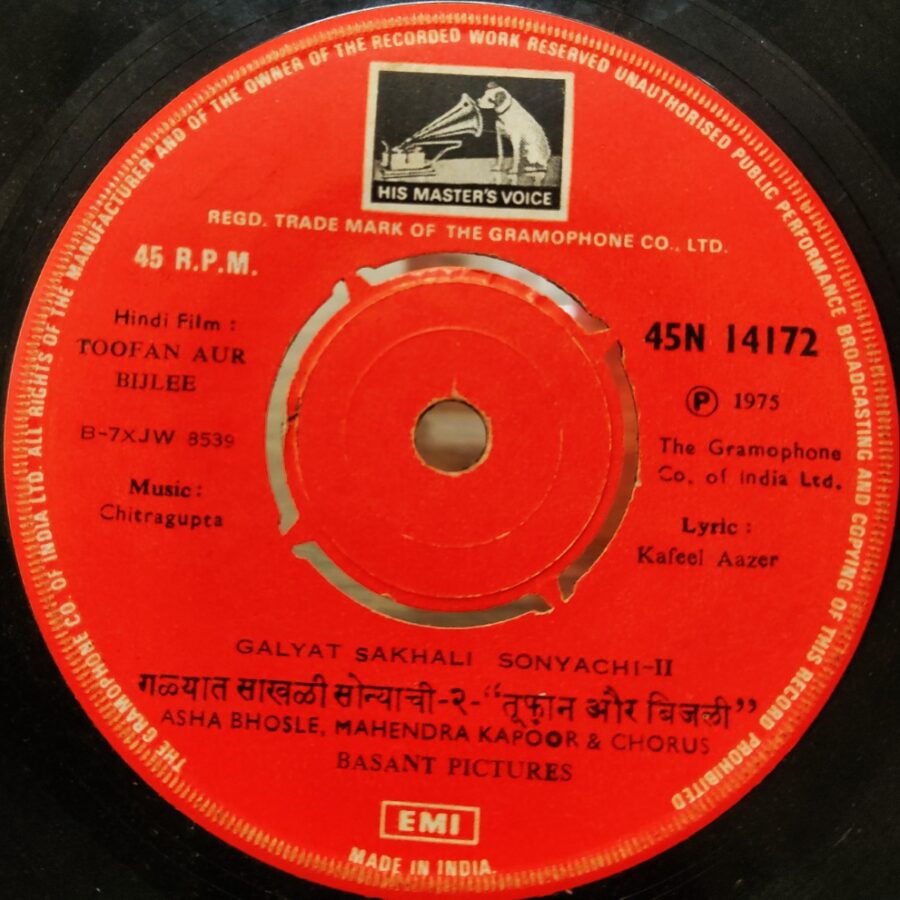 THE GRAMOPHONE CO. OF INDIA LTD. ALL RIGHTS OF THE MANUFACTURER AND OF THE OWNER OF THE RECORDED WORK RESERVED UNAUTHORISED PUBLIC PERFORMANCE BROADCASTING AND COPYING OF THIS RECORD PROHIBITED
HIS MASTER'S VOICE
REGD. TRADE MARK OF THE GRAMOPHONE CO., LTD.
45 R.P.M.
Hindi Film :
TOOFAN AUR
BIJLEE
B-7XJW 8539
Music :
Chitragupta
45N 14172
Ⓟ 1975
The Gramophone
Co. of India Ltd.
Lyric :
Kafeel Aazer
GALYAT SAKHALI SONYACHI-II
गळ्यात साखळी सोन्याची-२-“तूफ़ान और बिजली”
ASHA BHOSLE, MAHENDRA KAPOOR & CHORUS
BASANT PICTURES
EMI
MADE IN INDIA.